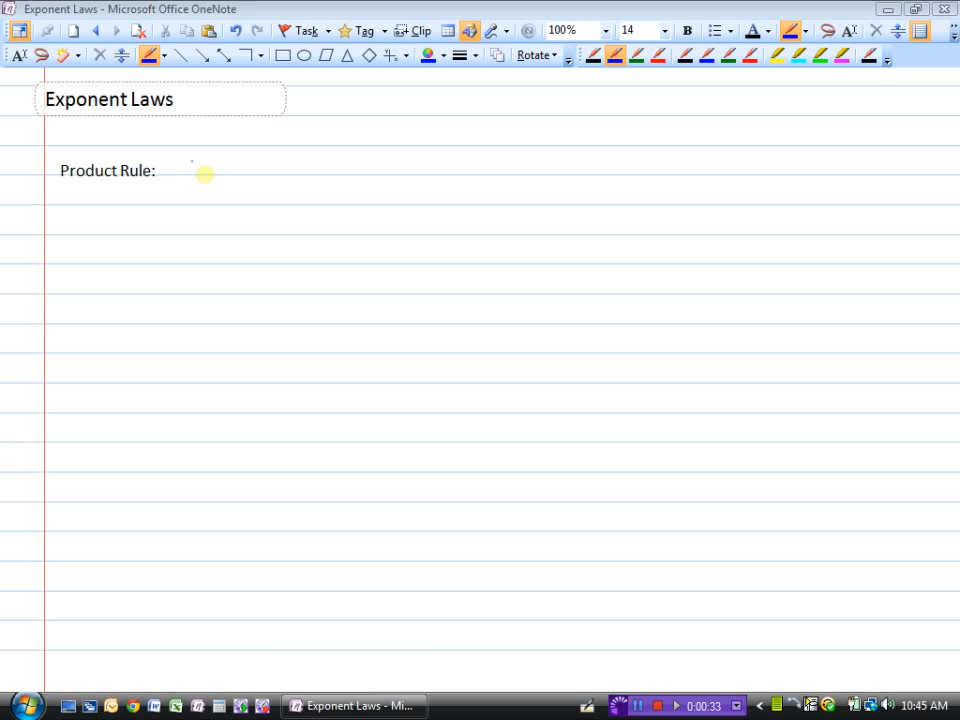 Exponent Laws - Microsoft Office OneNote
Task Tag Clip 100% 14 B A A
A Rotate
Exponent Laws
Product Rule:
Exponent Laws - Mi... 0:00:33 < 10:45 AM